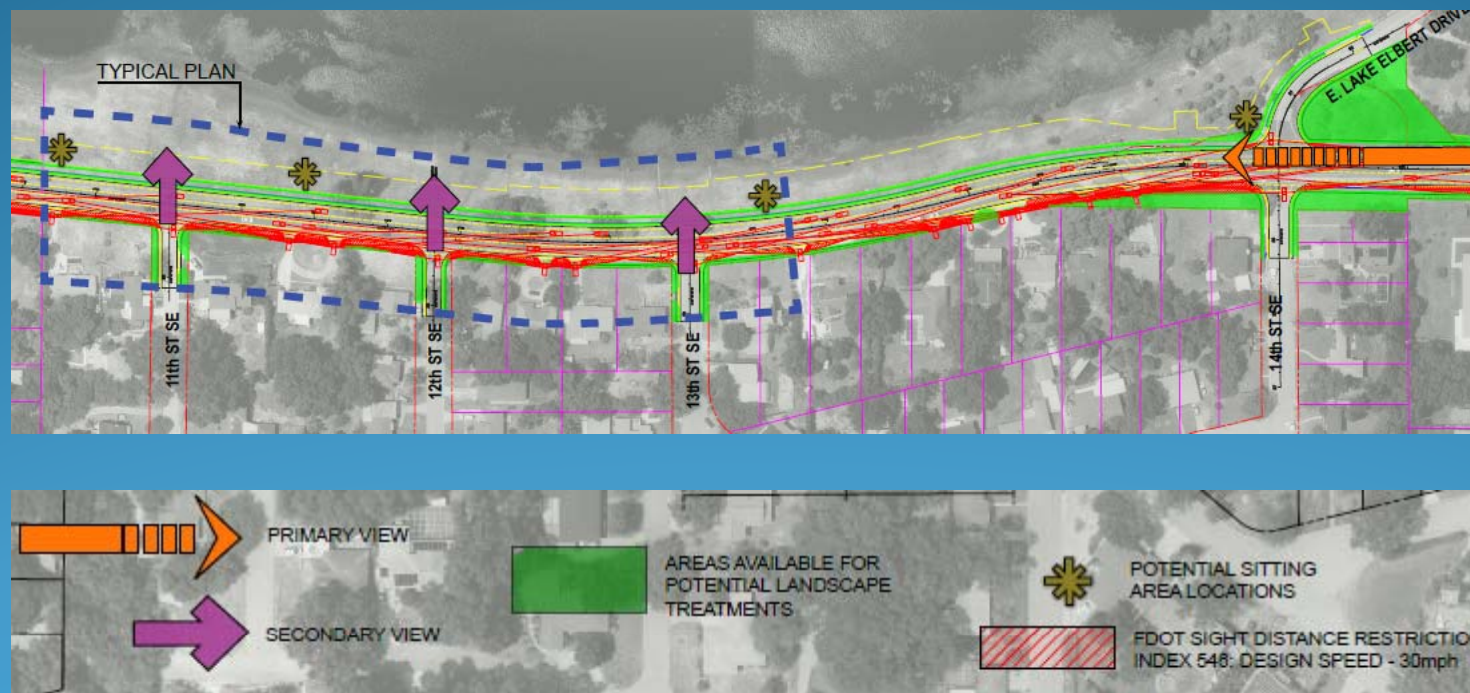 TYPICAL PLAN
E. LAKE ELBERT DRIVE
11th ST SE
12th ST SE
13th ST SE
14th ST SE
PRIMARY VIEW
SECONDARY VIEW
AREAS AVAILABLE FOR
POTENTIAL LANDSCAPE
TREATMENTS
POTENTIAL SITTING
AREA LOCATIONS
FDOT SIGHT DISTANCE RESTRICTIO
INDEX 546: DESIGN SPEED - 30mph